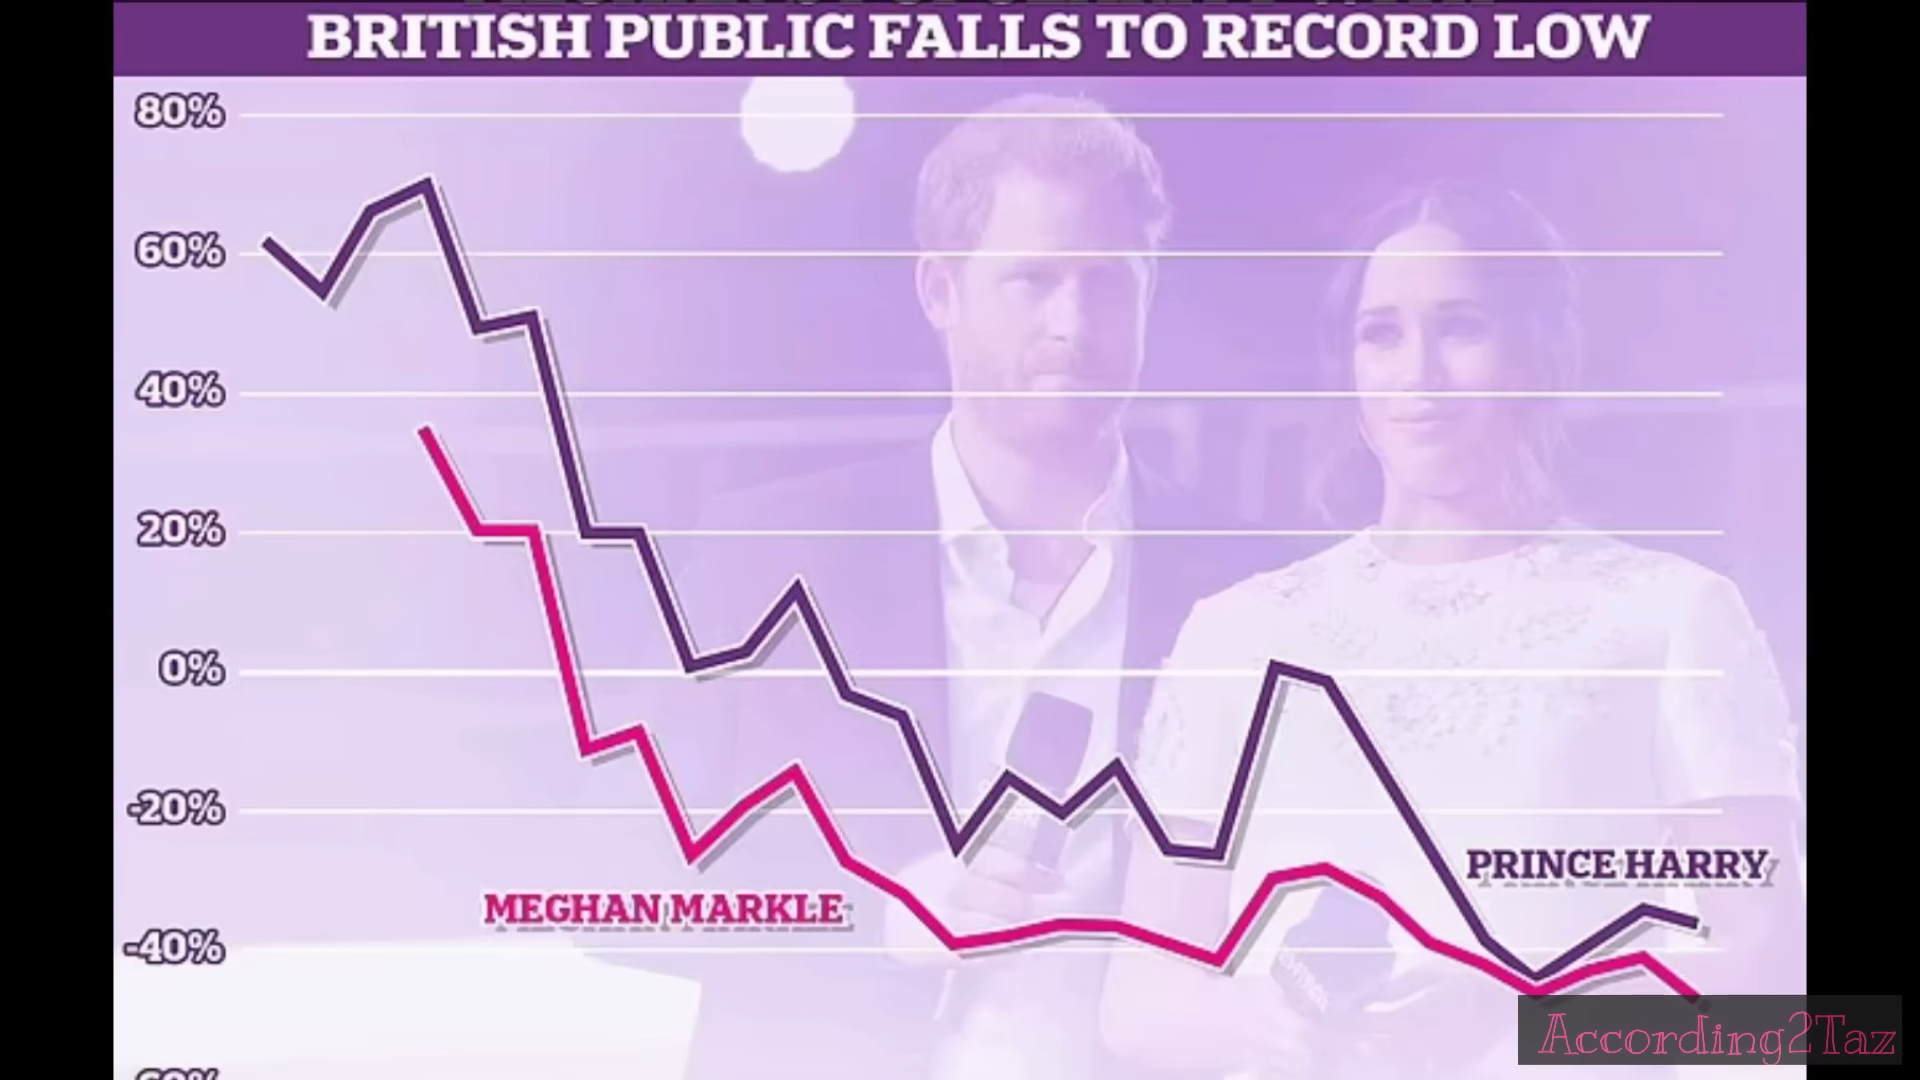 BRITISH PUBLIC FALLS TO RECORD LOW
80%
60%
40%
20%
0%
-20%
-40%
PRINCE HARRY
MEGHAN MARKLE
According2Taz